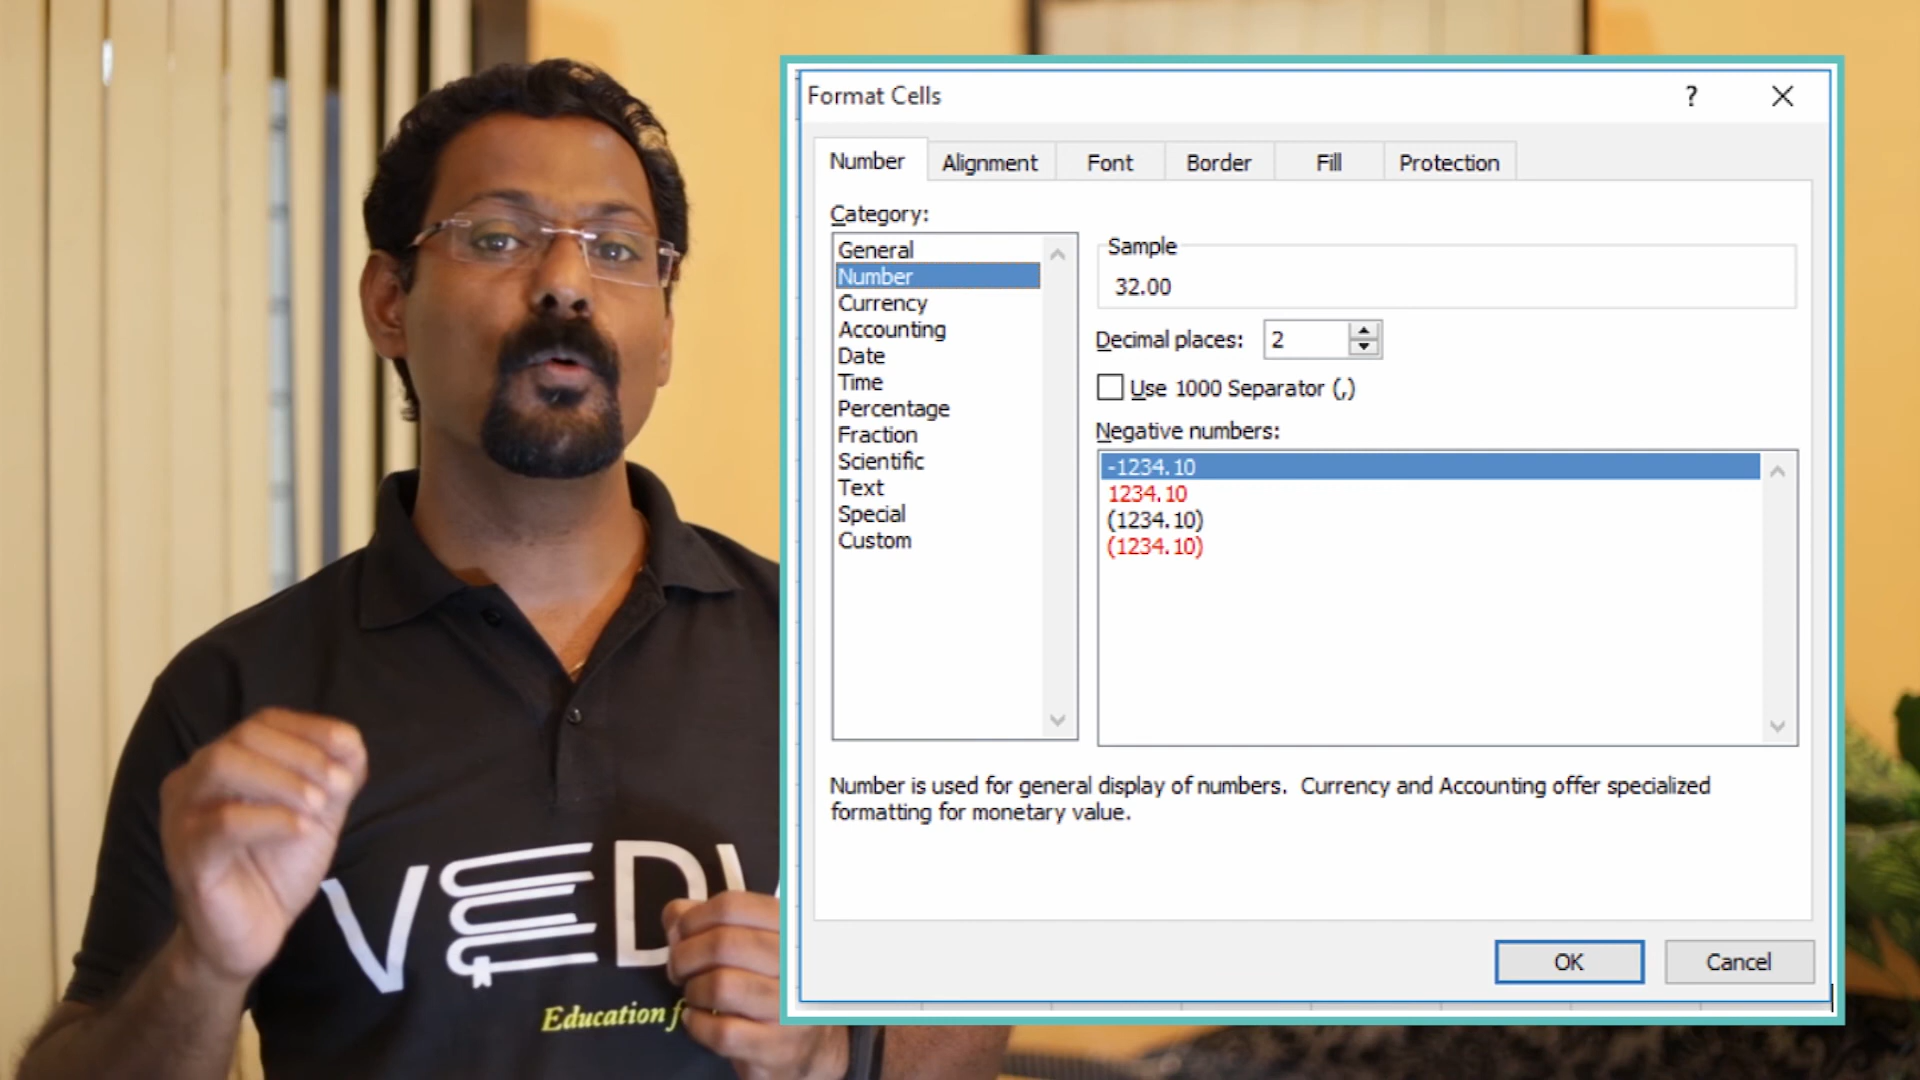 Format Cells
?
Number Alignment Font Border Fill Protection
Category:
General
Number
Currency
Accounting
Date
Time
Percentage
Fraction
Scientific
Text
Special
Custom
Sample
32.00
Decimal places: 2
Use 1000 Separator (,)
Negative numbers:
-1234.10
1234.10
(1234.10)
(1234.10)
Number is used for general display of numbers. Currency and Accounting offer specialized
formatting for monetary value.
OK Cancel
VED
Education